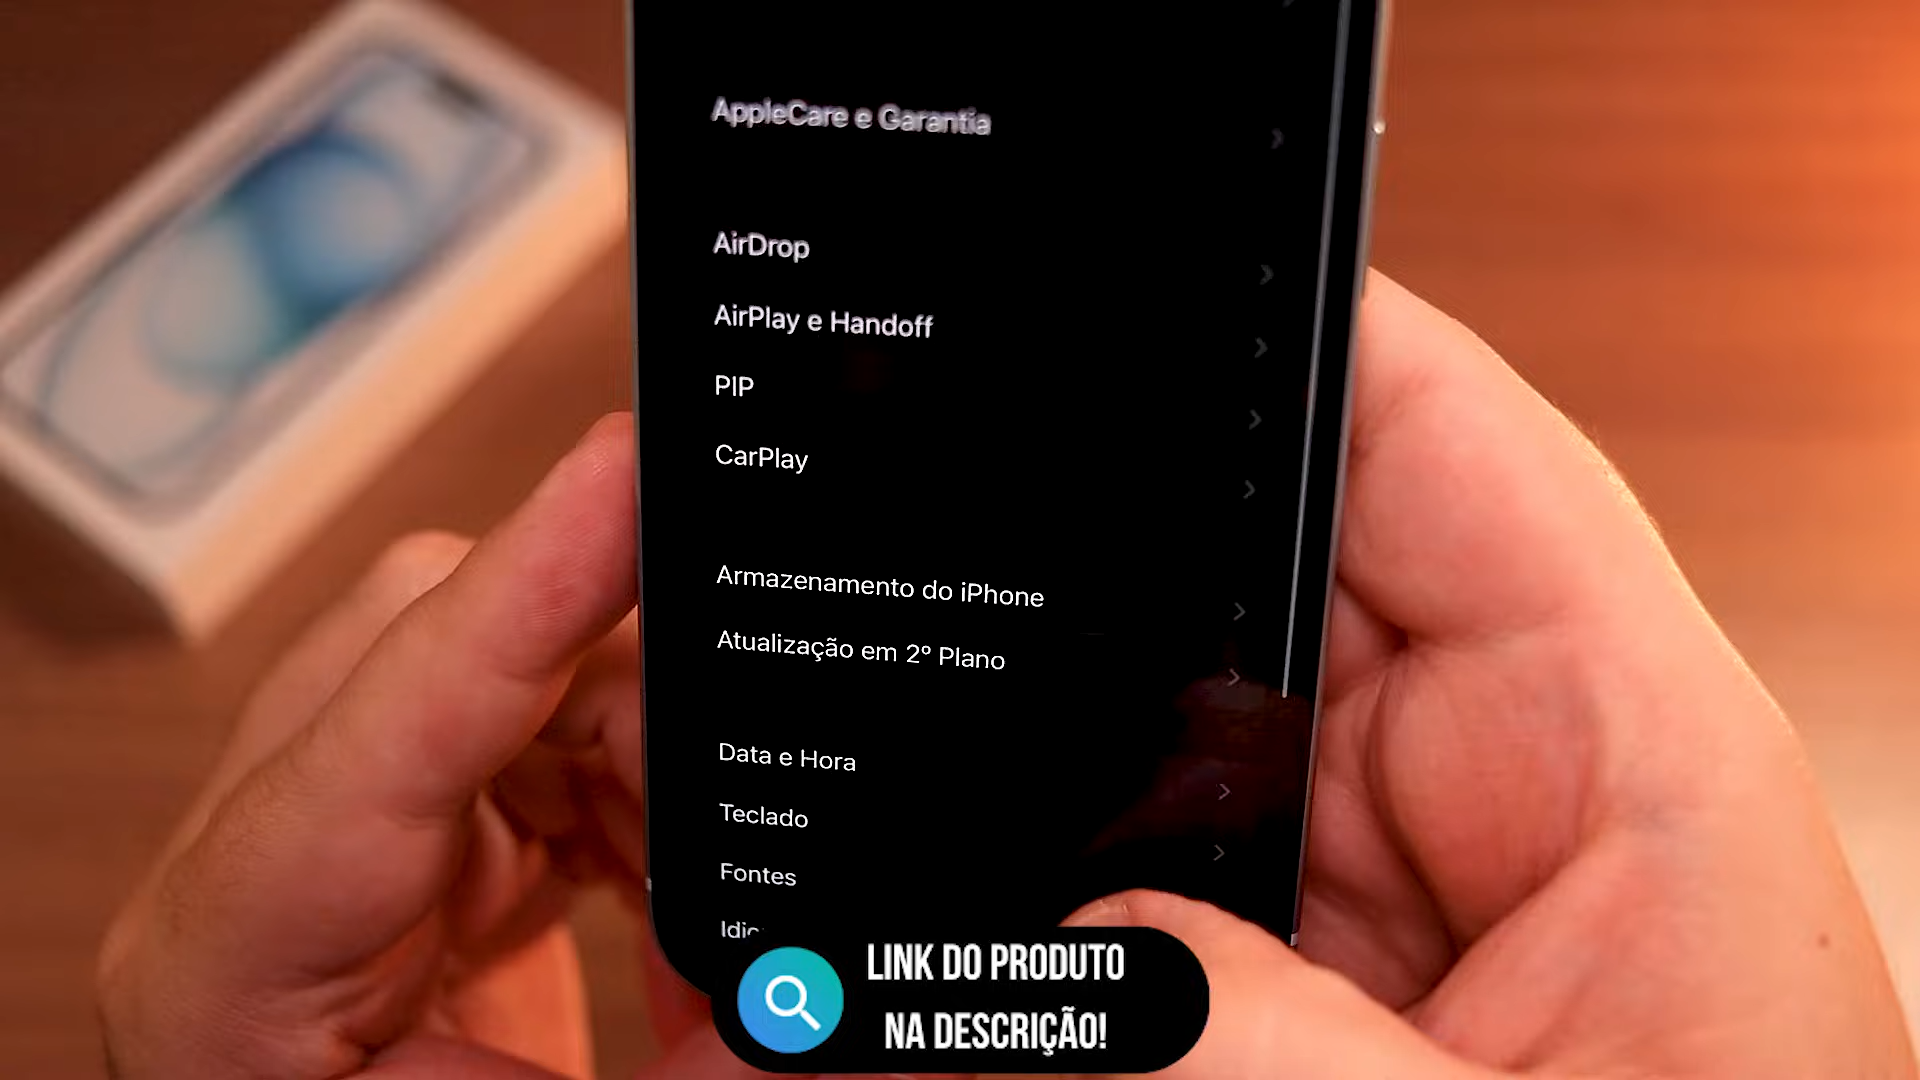 AppleCare e Garantia
AirDrop
AirPlay e Handoff
PIP
CarPlay
Armazenamento do iPhone
Atualização em 2º Plano
Data e Hora
Teclado
Fontes
LINK DO PRODUTO
NA DESCRIÇÃO!